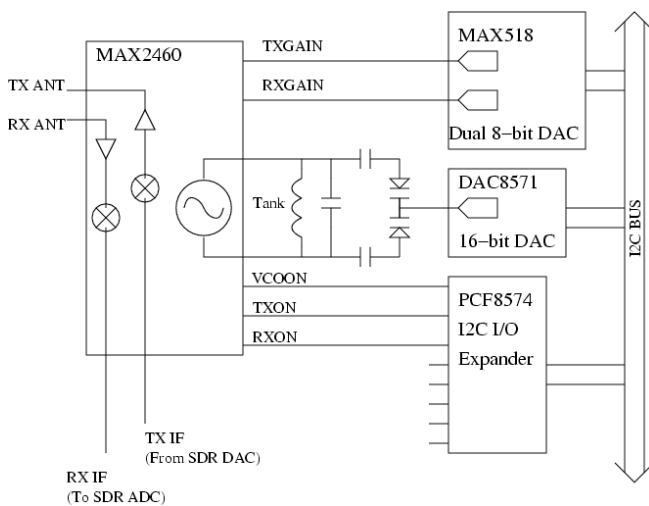 MAX2460
TXGAIN
MAX518
TX ANT
RXGAIN
RX ANT
Dual 8-bit DAC
DAC8571
Tank
16-bit DAC
I2C BUS
VCOON
PCF8574
TXON
I2C I/O
RXON
Expander
TX IF
(From SDR DAC)
RX IF
(To SDR ADC)